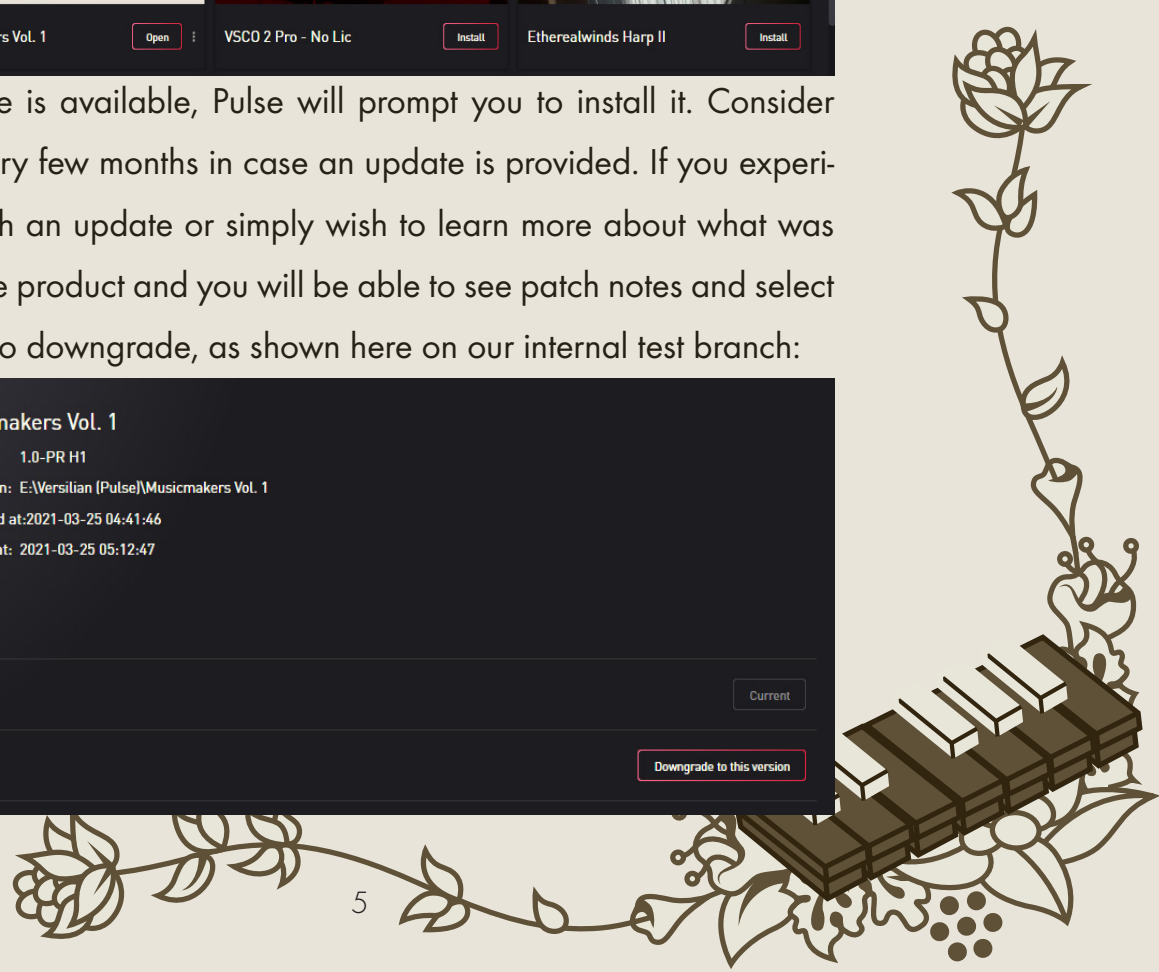 s Vol. 1 Open VSCO 2 Pro - No Lic Install Etherealwinds Harp II Install
e is available, Pulse will prompt you to install it. Consider
ry few months in case an update is provided. If you experi-
h an update or simply wish to learn more about what was
e product and you will be able to see patch notes and select
o downgrade, as shown here on our internal test branch:
makers Vol. 1
1.0-PR H1
n: E:\Versilian (Pulse)\Musicmakers Vol. 1
d at:2021-03-25 04:41:46
at: 2021-03-25 05:12:47
Current
Downgrade to this version
5